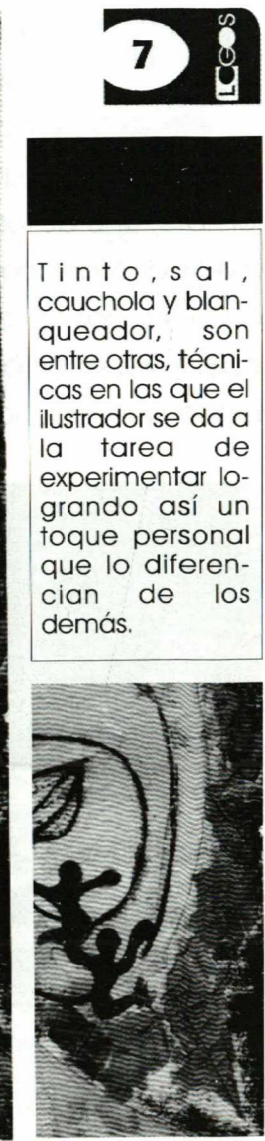 7
LOGOS
Tinto, sal,
cauchola y blan-
queador, son
entre otras, técni-
cas en las que el
ilustrador se da a
la tarea de
experimentar lo-
grando así un
toque personal
que lo diferen-
cian de los
demás.